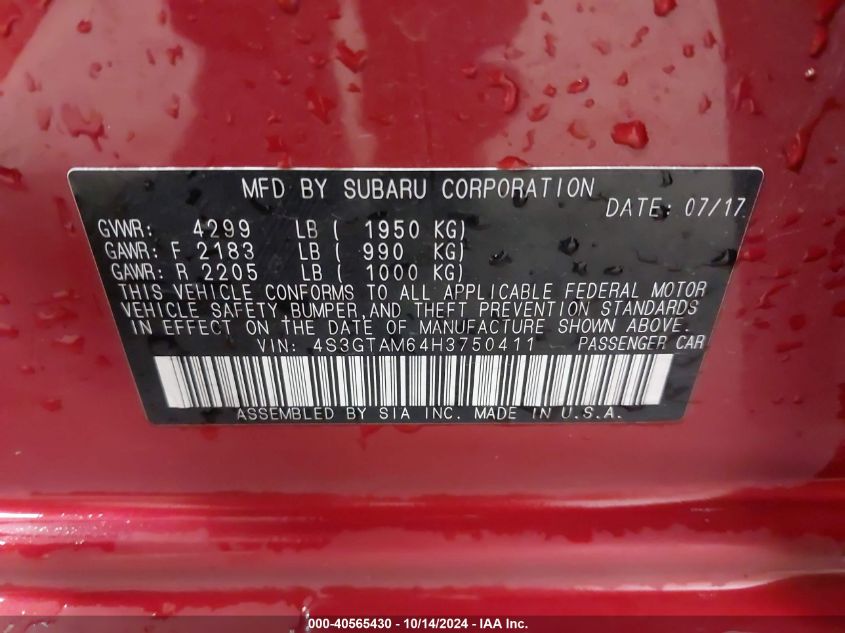 MFD BY SUBARU CORPORATION
DATE: 07/17
GVWR: 4299 LB ( 1950 KG)
GAWR: F 2183 LB ( 990 KG)
GAWR: R 2205 LB ( 1000 KG)
THIS VEHICLE CONFORMS TO ALL APPLICABLE FEDERAL MOTOR
VEHICLE SAFETY BUMPER, AND THEFT PREVENTION STANDARDS
IN EFFECT ON THE DATE OF MANUFACTURE SHOWN ABOVE.
VIN: 4S3GTAM64H3750411 PASSENGER CAR
ASSEMBLED BY SIA INC. MADE IN U.S.A.
000-40565430 - 10/14/2024 - IAA Inc.